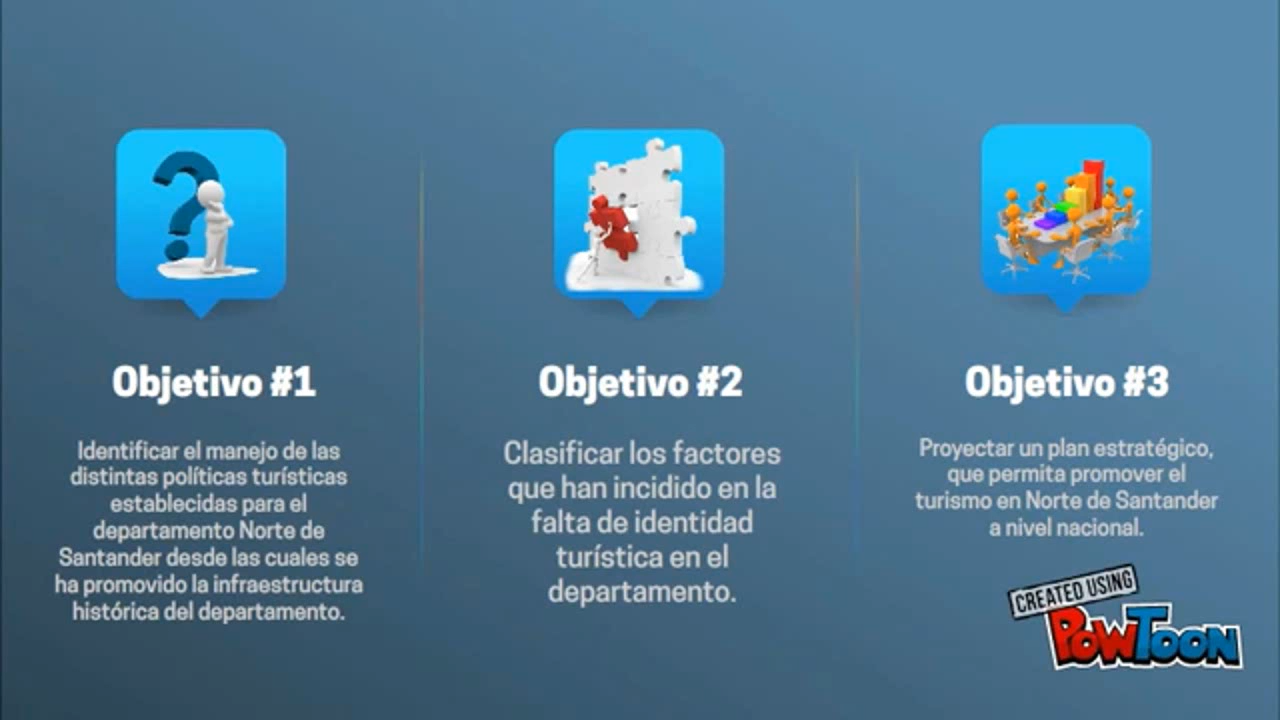 Objetivo #1
Identificar el manejo de las
distintas políticas turísticas
establecidas para el
departamento Norte de
Santander desde las cuales se
ha promovido la infraestructura
histórica del departamento.
Objetivo #2
Clasificar los factores
que han incidido en la
falta de identidad
turística en el
departamento.
Objetivo #3
Proyectar un plan estratégico,
que permita promover el
turismo en Norte de Santander
a nivel nacional.
CREATED USING
POWTOON